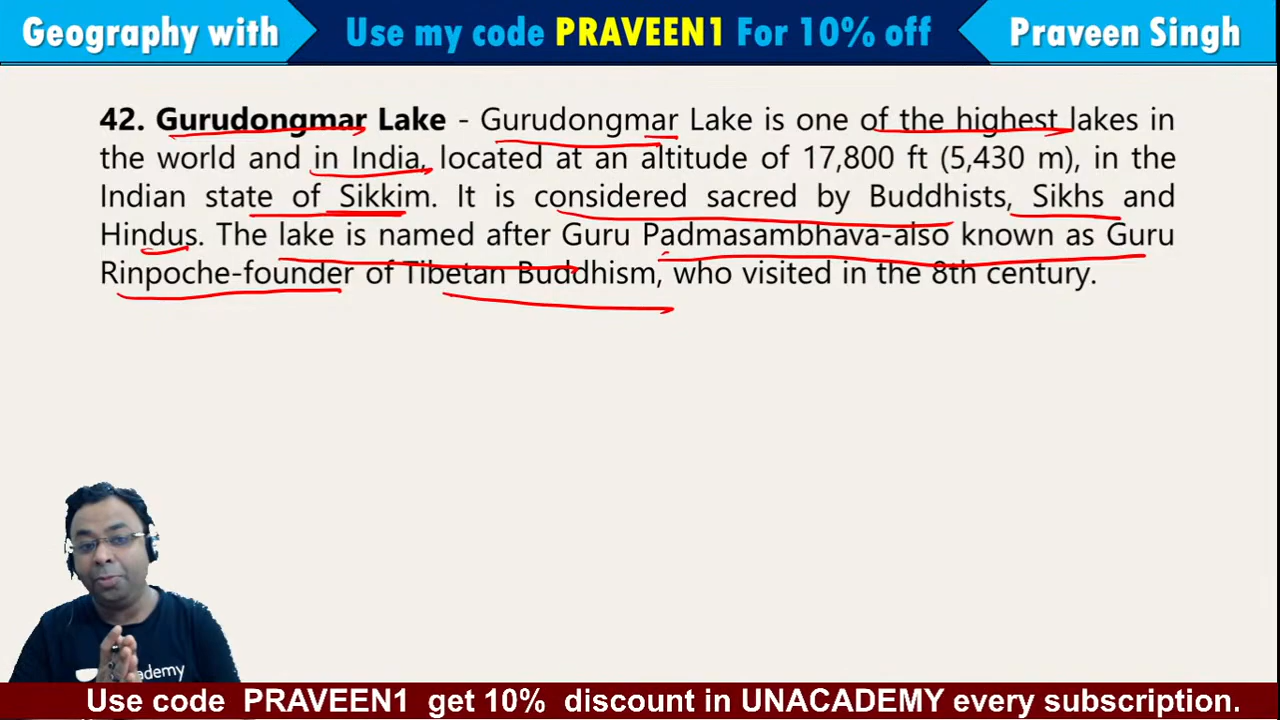 Geography with
Use my code PRAVEEN1 For 10% off
Praveen Singh
42. Gurudongmar Lake - Gurudongmar Lake is one of the highest lakes in
the world and in India, located at an altitude of 17,800 ft (5,430 m), in the
Indian state of Sikkim. It is considered sacred by Buddhists, Sikhs and
Hindus. The lake is named after Guru Padmasambhava-also known as Guru
Rinpoche-founder of Tibetan Buddhism, who visited in the 8th century.
Use code PRAVEEN1 get 10% discount in UNACADEMY every subscription.